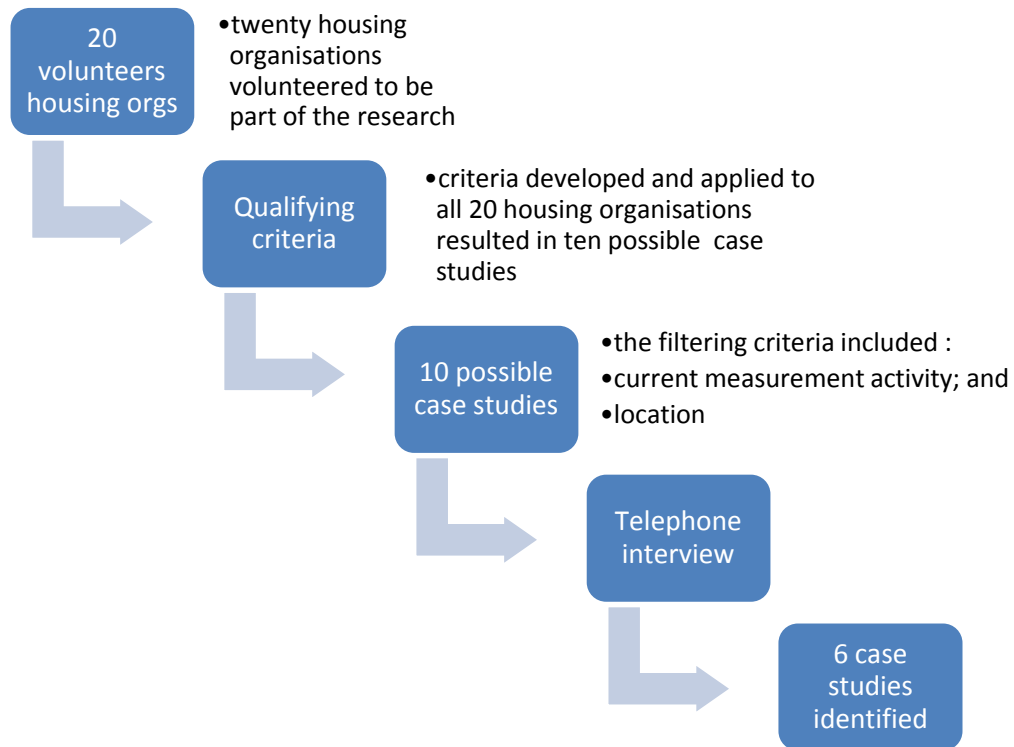 20
volunteers
housing orgs
•twenty housing
organisations
volunteered to be
part of the research
Qualifying
criteria
•criteria developed and applied to
all 20 housing organisations
resulted in ten possible  case
studies
10 possible
case studies
•the filtering criteria included :
•current measurement activity; and
•location
Telephone
interview
6 case
studies
identified